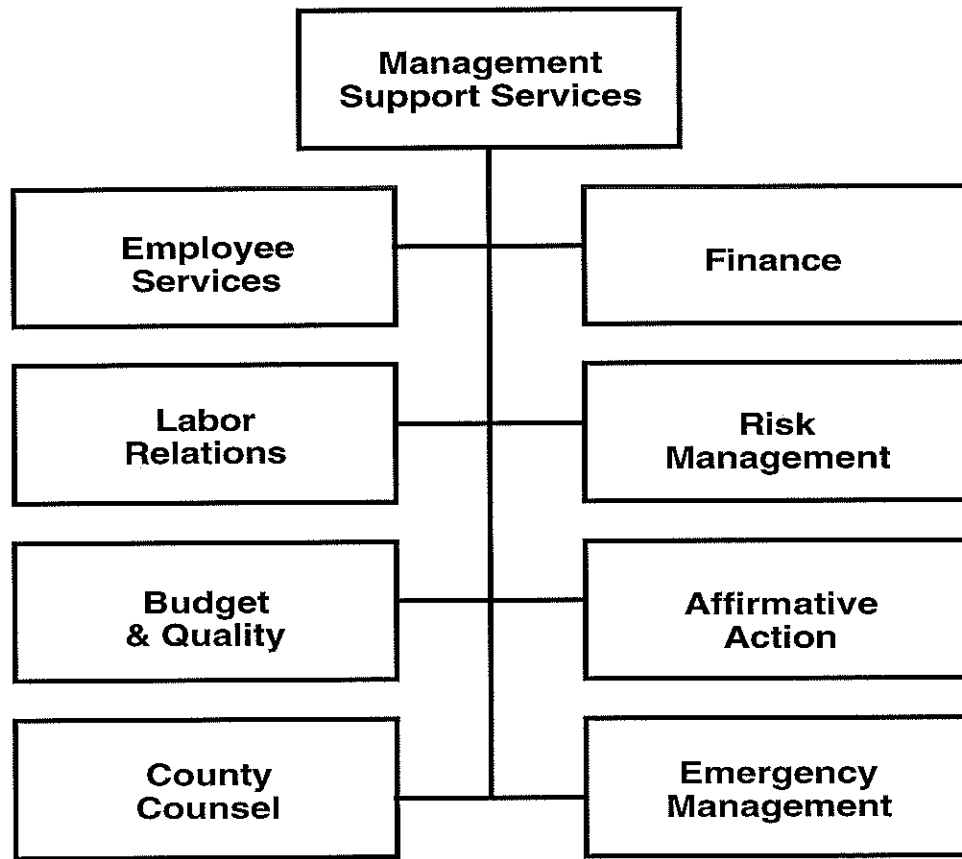 Management
Support Services
Employee
Services
Finance
Labor
Relations
Risk
Management
Budget
& Quality
Affirmative
Action
County
Counsel
Emergency
Management